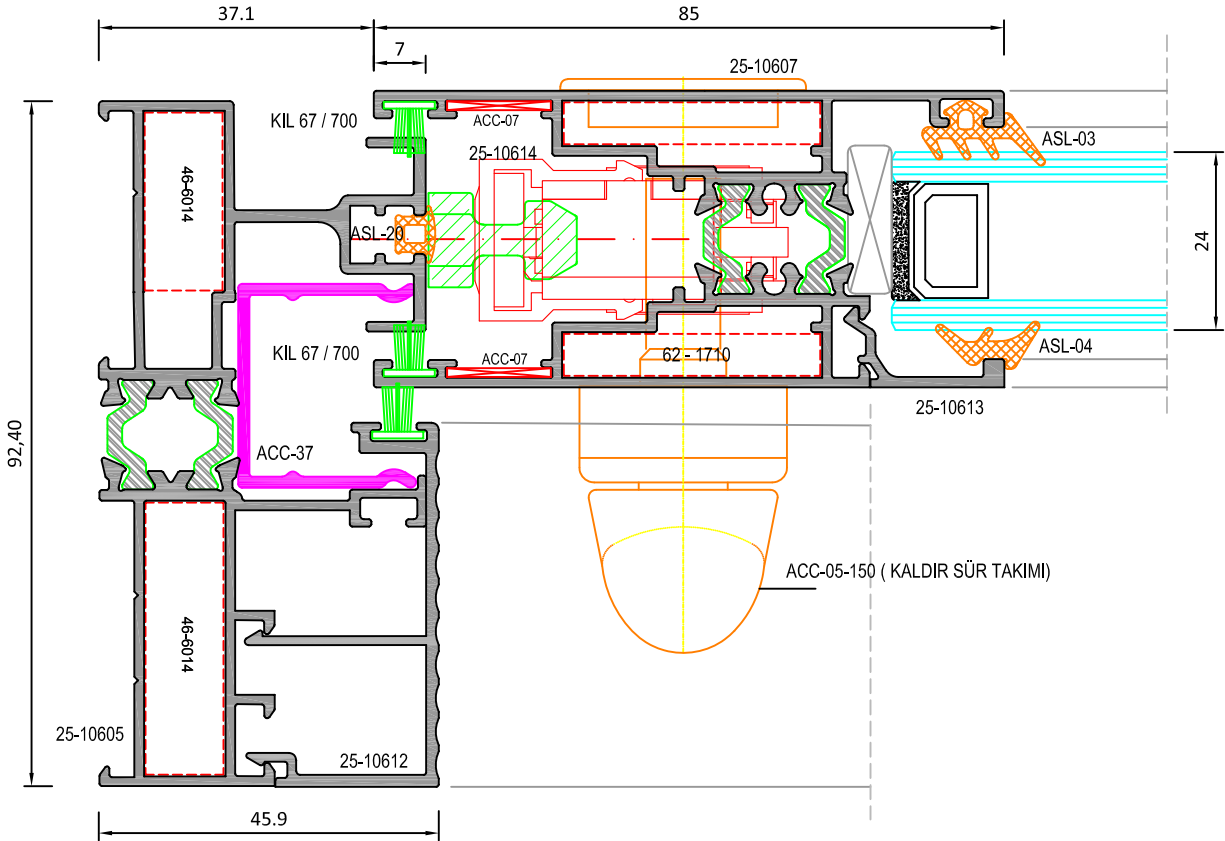 37.1
85
7
25-10607
KIL 67 / 700
ACC-07
25-10614
ASL-03
46-6014
ASL-20
24
KIL 67 / 700
ACC-07
62 - 1710
ASL-04
25-10613
92,40
ACC-37
ACC-05-150 ( KALDIR SÜR TAKIMI)
46-6014
25-10605
25-10612
45.9